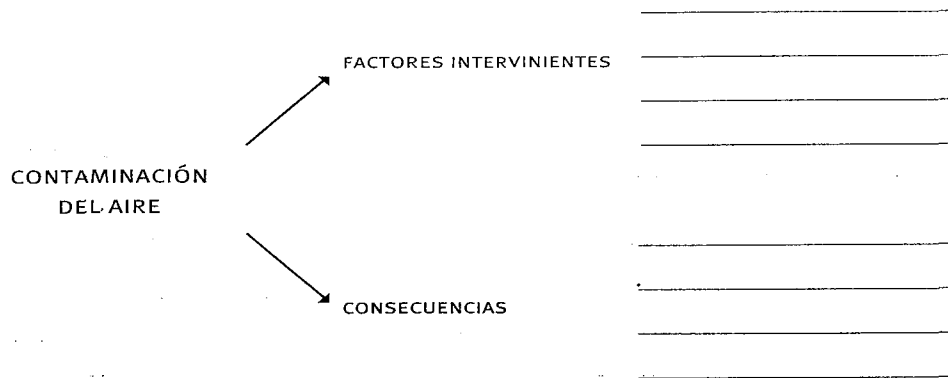 FACTORES INTERVINIENTES
CONTAMINACIÓN
DEL AIRE
CONSECUENCIAS